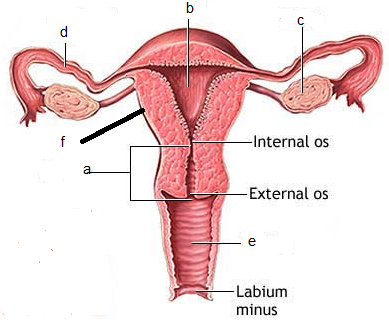 b
c
d
f
Internal os
a
External os
e
Labium
minus